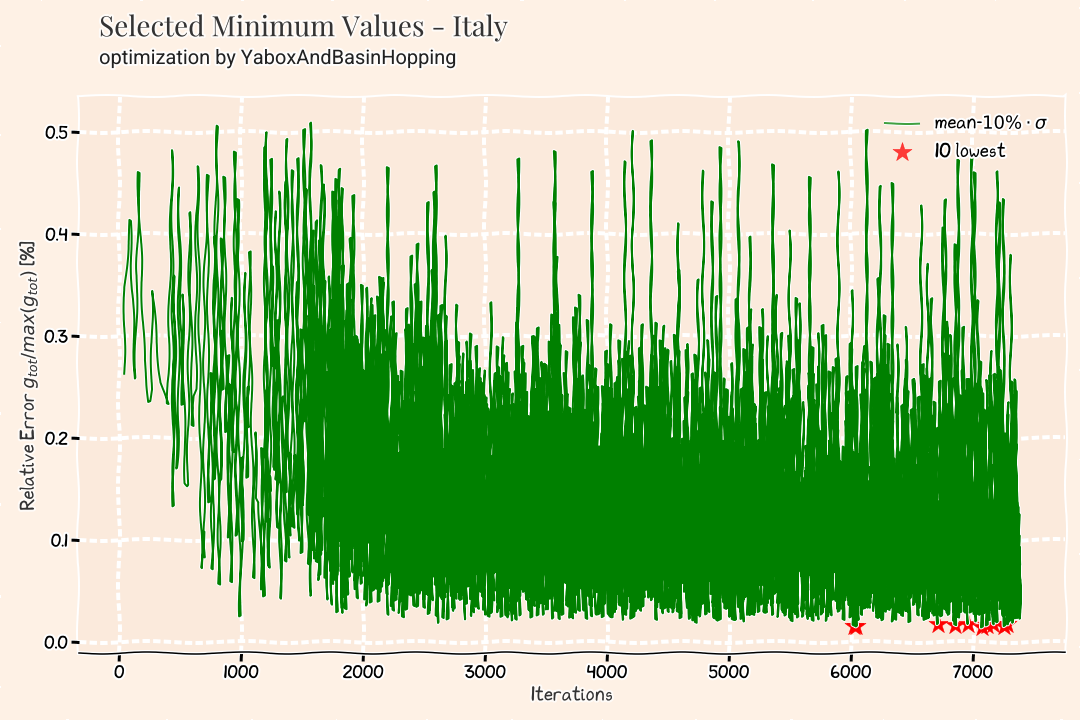 Selected Minimum Values - Italy
optimization by YaboxAndBasinHopping
mean-10% · σ
10 lowest
Relative Error g_tot/max(g_tot) [%]
0.5
0.4
0.3
0.2
0.1
0.0
0 1000 2000 3000 4000 5000 6000 7000
Iterations